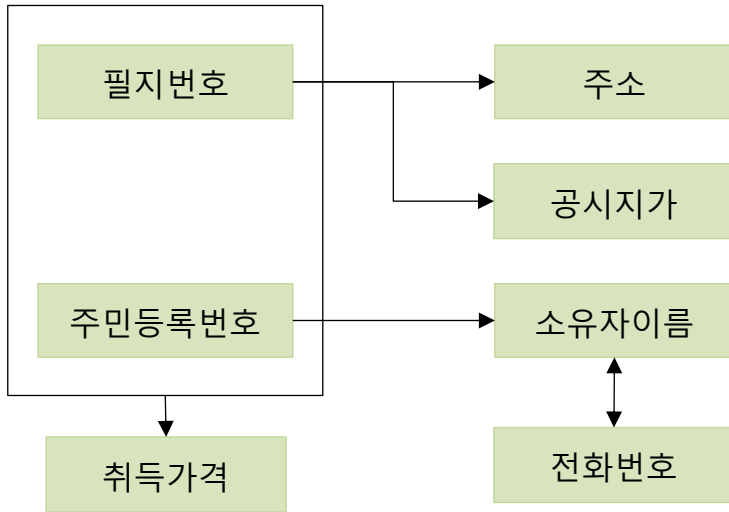 필지번호
주소
공시지가
주민등록번호
소유자이름
취득가격
전화번호